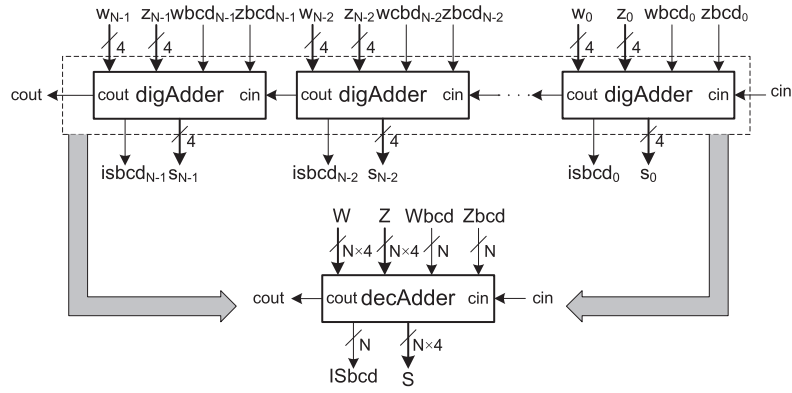 wN-1 zN-1 wbcdN-1 zbcdN-1 wN-2 zN-2 wcbdN-2 zbcdN-2 w0 z0 wbcd0 zbcd0
4 4 4 4 4 4
cout cout digAdder cin cout digAdder cin · · · cout digAdder cin cin
4 4 4
isbcdN-1 sN-1 isbcdN-2 sN-2 isbcd0 s0
W Z Wbcd Zbcd
N×4 N×4 N N
cout cout decAdder cin cin
N N×4
ISbcd S